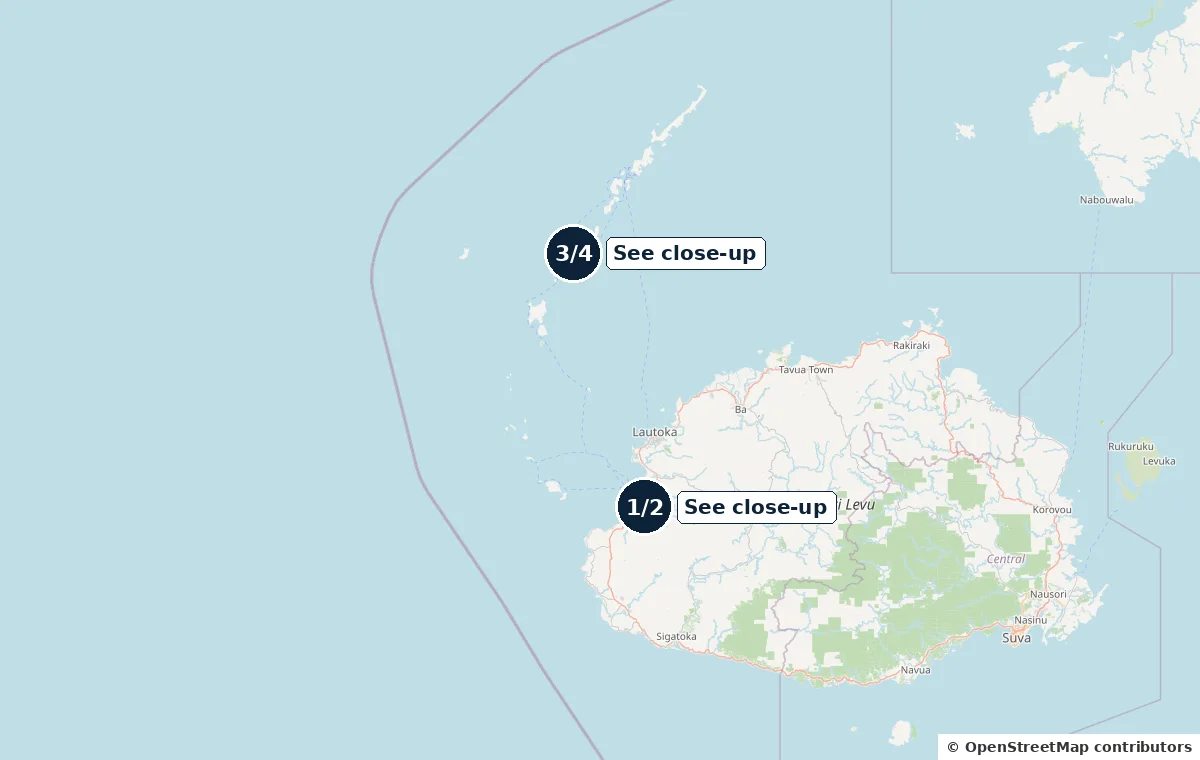 Nabouwalu
3/4 See close-up
Rakiraki
Tavua Town
Ba
Lautoka
Rukuruku
Levuka
1/2 See close-up
i Levu
Korovou
Central
Nausori
Nasinu
Sigatoka
Suva
Navua
© OpenStreetMap contributors